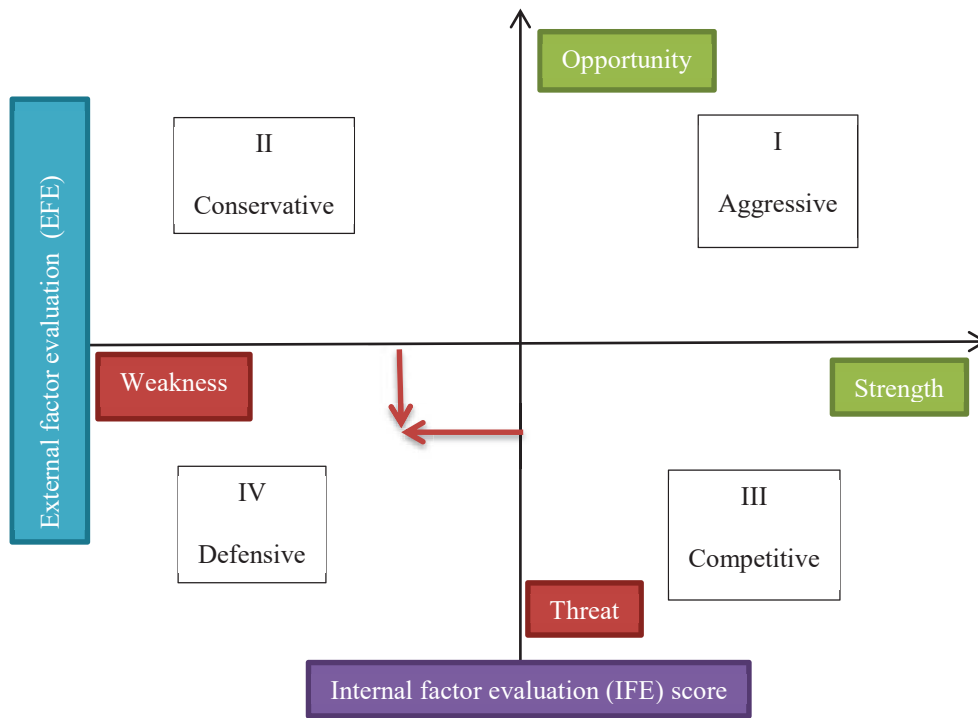 Opportunity
II
Conservative
I
Aggressive
External factor evaluation (EFE)
Weakness
Strength
IV
Defensive
III
Competitive
Threat
Internal factor evaluation (IFE) score